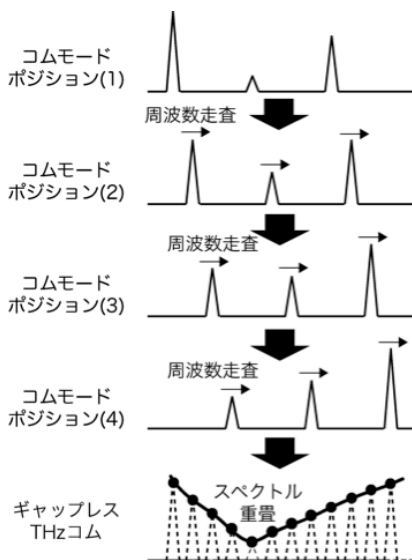 コムモード
ポジション(1)
周波数走査
コムモード
ポジション(2)
周波数走査
コムモード
ポジション(3)
周波数走査
コムモード
ポジション(4)
スペクトル
重畳
ギャップレス
THzコム